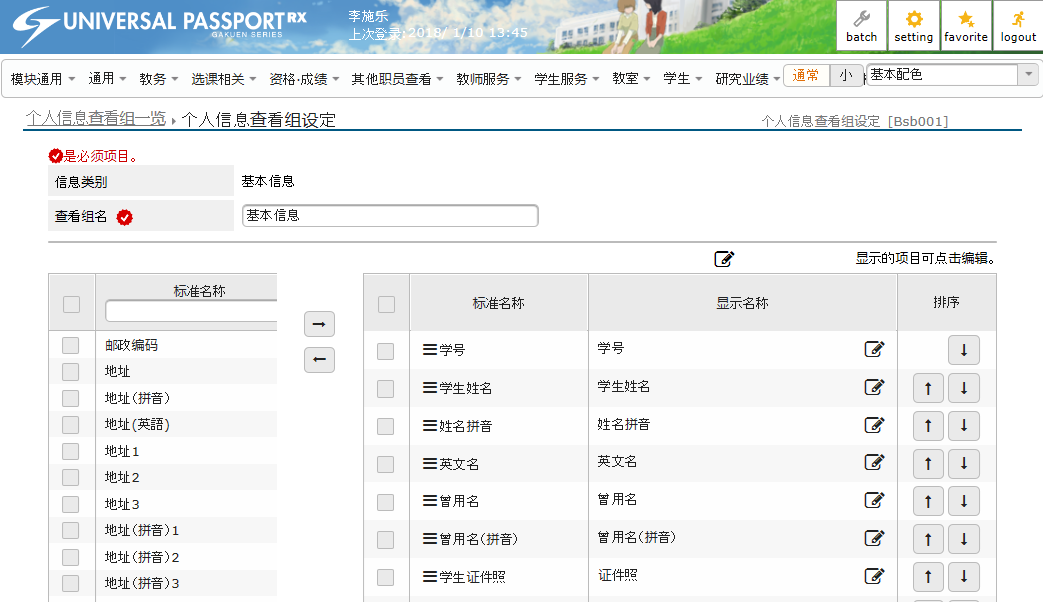 UNIVERSAL PASSPORT RX
GAKUEN SERIES
李施乐
上次登录:2018/ 1/10 13:45
batch setting favorite logout
模块通用 通用 教务 选课相关 资格·成绩 其他职员查看 教师服务 学生服务 教室 学生 研究业绩 通常 小 基本配色
个人信息查看组一览 › 个人信息查看组设定 个人信息查看组设定 [Bsb001]
是必须项目。
信息类别 基本信息
查看组名 基本信息
显示的项目可点击编辑。
标准名称
标准名称 显示名称 排序
→
←
邮政编码
地址
地址(拼音)
地址(英語)
地址1
地址2
地址3
地址(拼音)1
地址(拼音)2
地址(拼音)3
学号 学号 ↓
学生姓名 学生姓名 ↑ ↓
姓名拼音 姓名拼音 ↑ ↓
英文名 英文名 ↑ ↓
曾用名 曾用名 ↑ ↓
曾用名(拼音) 曾用名(拼音) ↑ ↓
学生证件照 证件照 ↑ ↓